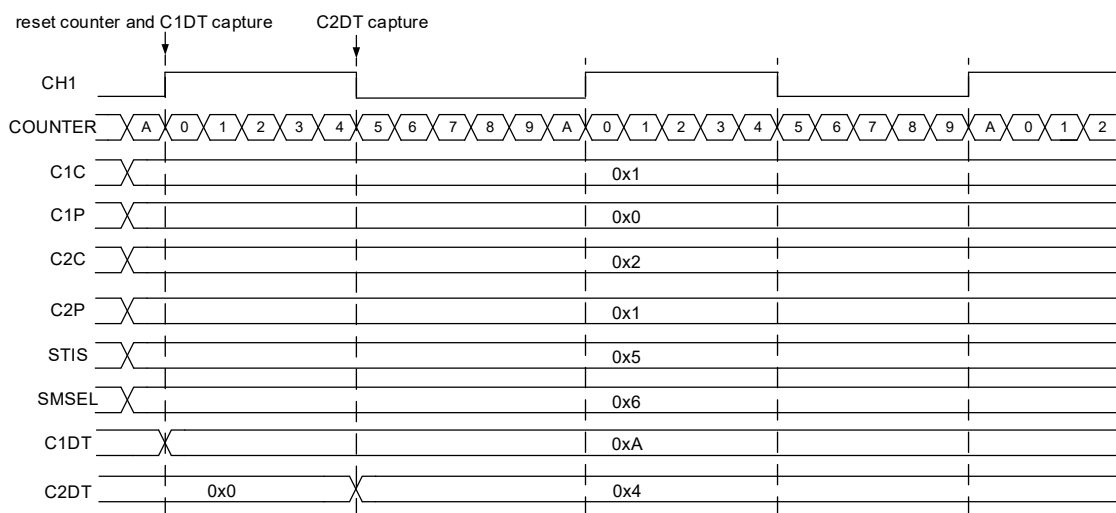 reset counter and C1DT capture C2DT capture
CH1
COUNTER A 0 1 2 3 4 5 6 7 8 9 A 0 1 2 3 4 5 6 7 8 9 A 0 1 2
C1C 0x1
C1P 0x0
C2C 0x2
C2P 0x1
STIS 0x5
SMSEL 0x6
C1DT 0xA
C2DT 0x0 0x4